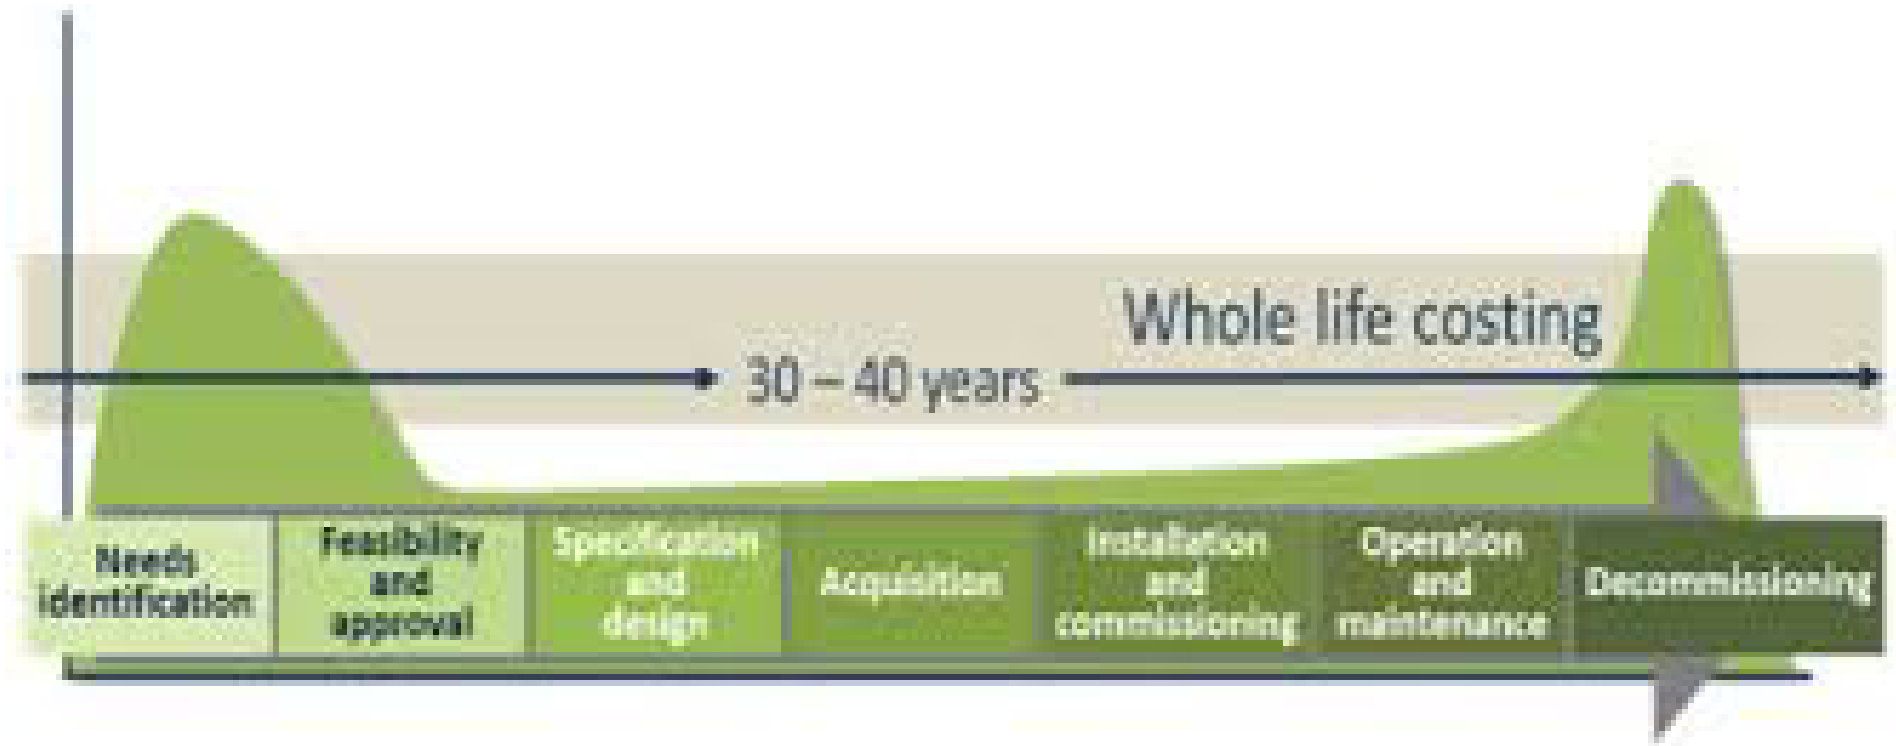 Whole life costing
30 – 40 years
Needs
identification
Feasibility
and
approval
Specification
and
design
Acquisition
Installation
and
commissioning
Operation
and
maintenance
Decommissioning